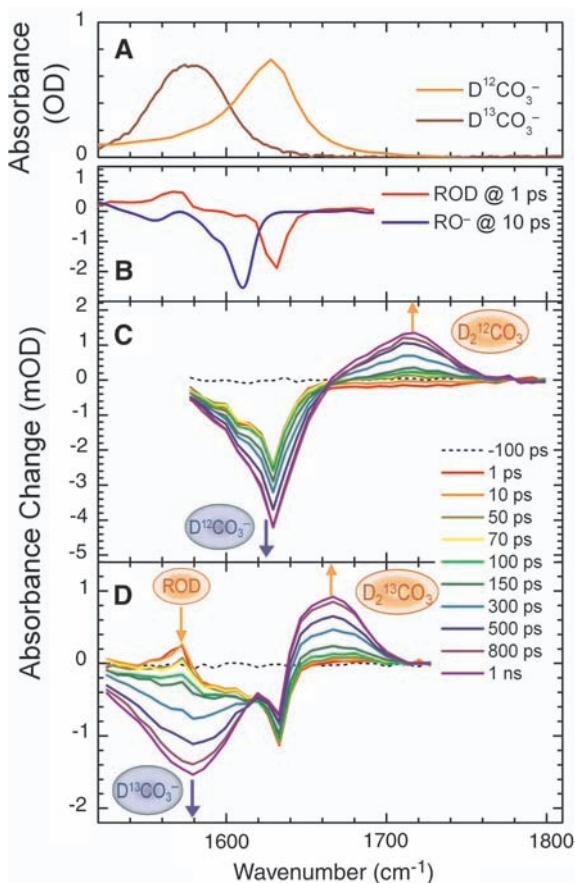 A
Absorbance (OD)
1
0
D¹²CO₃⁻
D¹³CO₃⁻
B
1
0
-1
-2
ROD @ 1 ps
RO⁻ @ 10 ps
C
Absorbance Change (mOD)
2
1
0
-1
-2
-3
-4
-5
D₂¹²CO₃
D¹²CO₃⁻
-100 ps
1 ps
10 ps
50 ps
70 ps
100 ps
150 ps
300 ps
500 ps
800 ps
1 ns
D
1
0
-1
-2
ROD
D₂¹³CO₃
D¹³CO₃⁻
1600 1700 1800
Wavenumber (cm⁻¹)